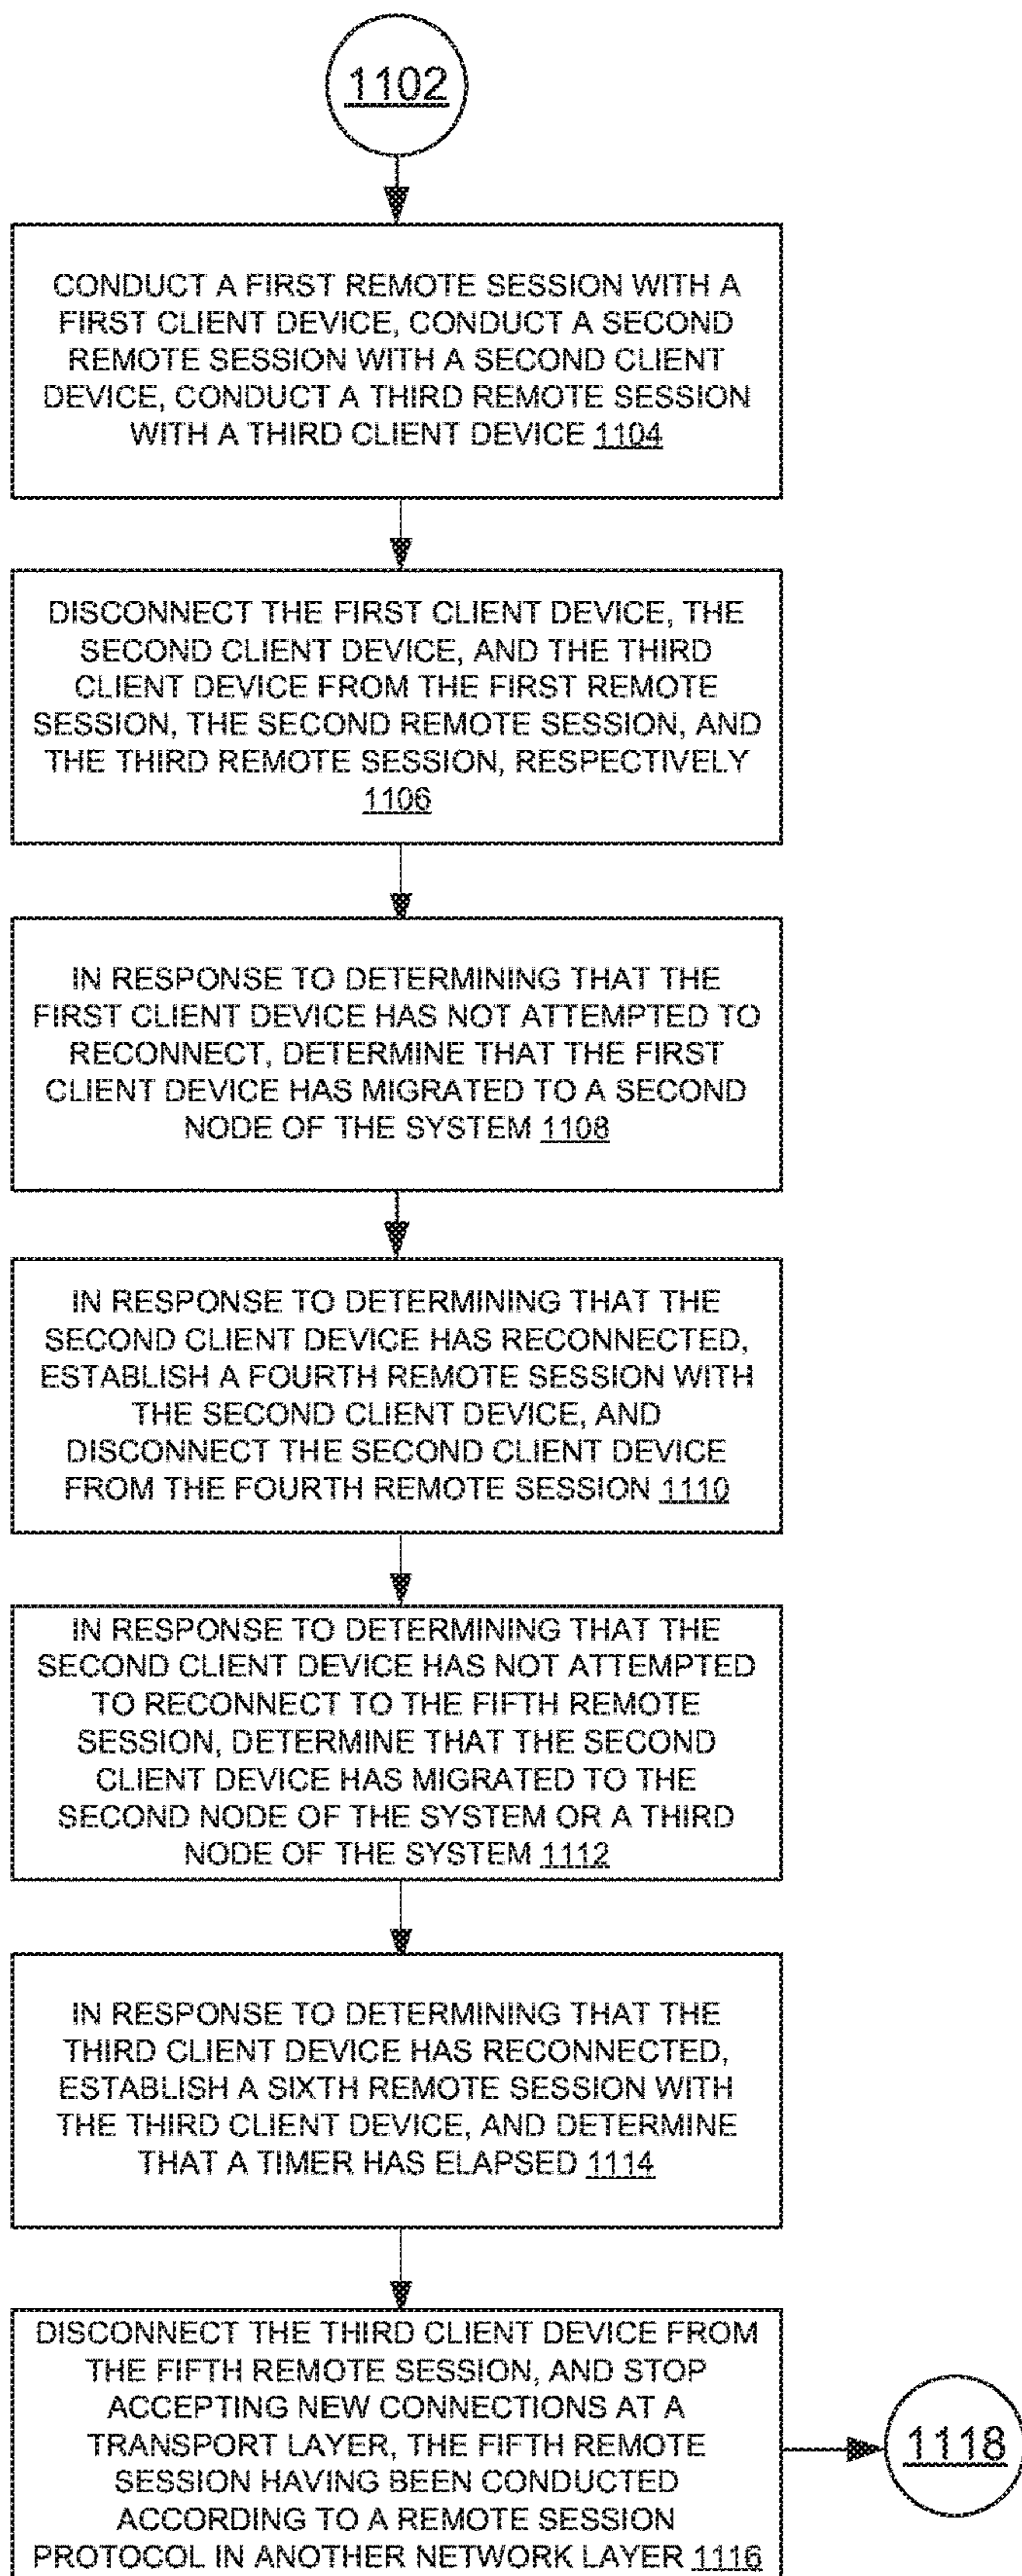 1102
CONDUCT A FIRST REMOTE SESSION WITH A
FIRST CLIENT DEVICE, CONDUCT A SECOND
REMOTE SESSION WITH A SECOND CLIENT
DEVICE, CONDUCT A THIRD REMOTE SESSION
WITH A THIRD CLIENT DEVICE 1104
DISCONNECT THE FIRST CLIENT DEVICE, THE
SECOND CLIENT DEVICE, AND THE THIRD
CLIENT DEVICE FROM THE FIRST REMOTE
SESSION, THE SECOND REMOTE SESSION, AND
THE THIRD REMOTE SESSION, RESPECTIVELY
1106
IN RESPONSE TO DETERMINING THAT THE
FIRST CLIENT DEVICE HAS NOT ATTEMPTED TO
RECONNECT, DETERMINE THAT THE FIRST
CLIENT DEVICE HAS MIGRATED TO A SECOND
NODE OF THE SYSTEM 1108
IN RESPONSE TO DETERMINING THAT THE
SECOND CLIENT DEVICE HAS RECONNECTED,
ESTABLISH A FOURTH REMOTE SESSION WITH
THE SECOND CLIENT DEVICE, AND
DISCONNECT THE SECOND CLIENT DEVICE
FROM THE FOURTH REMOTE SESSION 1110
IN RESPONSE TO DETERMINING THAT THE
SECOND CLIENT DEVICE HAS NOT ATTEMPTED
TO RECONNECT TO THE FIFTH REMOTE
SESSION, DETERMINE THAT THE SECOND
CLIENT DEVICE HAS MIGRATED TO THE
SECOND NODE OF THE SYSTEM OR A THIRD
NODE OF THE SYSTEM 1112
IN RESPONSE TO DETERMINING THAT THE
THIRD CLIENT DEVICE HAS RECONNECTED,
ESTABLISH A SIXTH REMOTE SESSION WITH
THE THIRD CLIENT DEVICE, AND DETERMINE
THAT A TIMER HAS ELAPSED 1114
DISCONNECT THE THIRD CLIENT DEVICE FROM
THE FIFTH REMOTE SESSION, AND STOP
ACCEPTING NEW CONNECTIONS AT A
TRANSPORT LAYER, THE FIFTH REMOTE
SESSION HAVING BEEN CONDUCTED
ACCORDING TO A REMOTE SESSION
PROTOCOL IN ANOTHER NETWORK LAYER 1116
1118